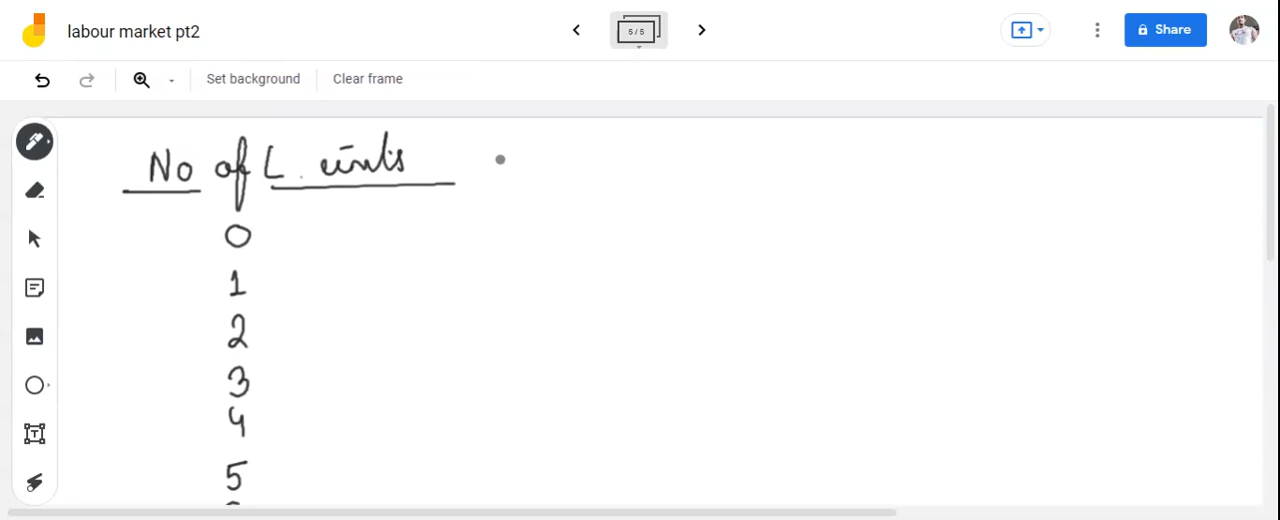 labour market pt2
5 / 5
Share
Set background
Clear frame
No of L. units
0
1
2
3
4
5